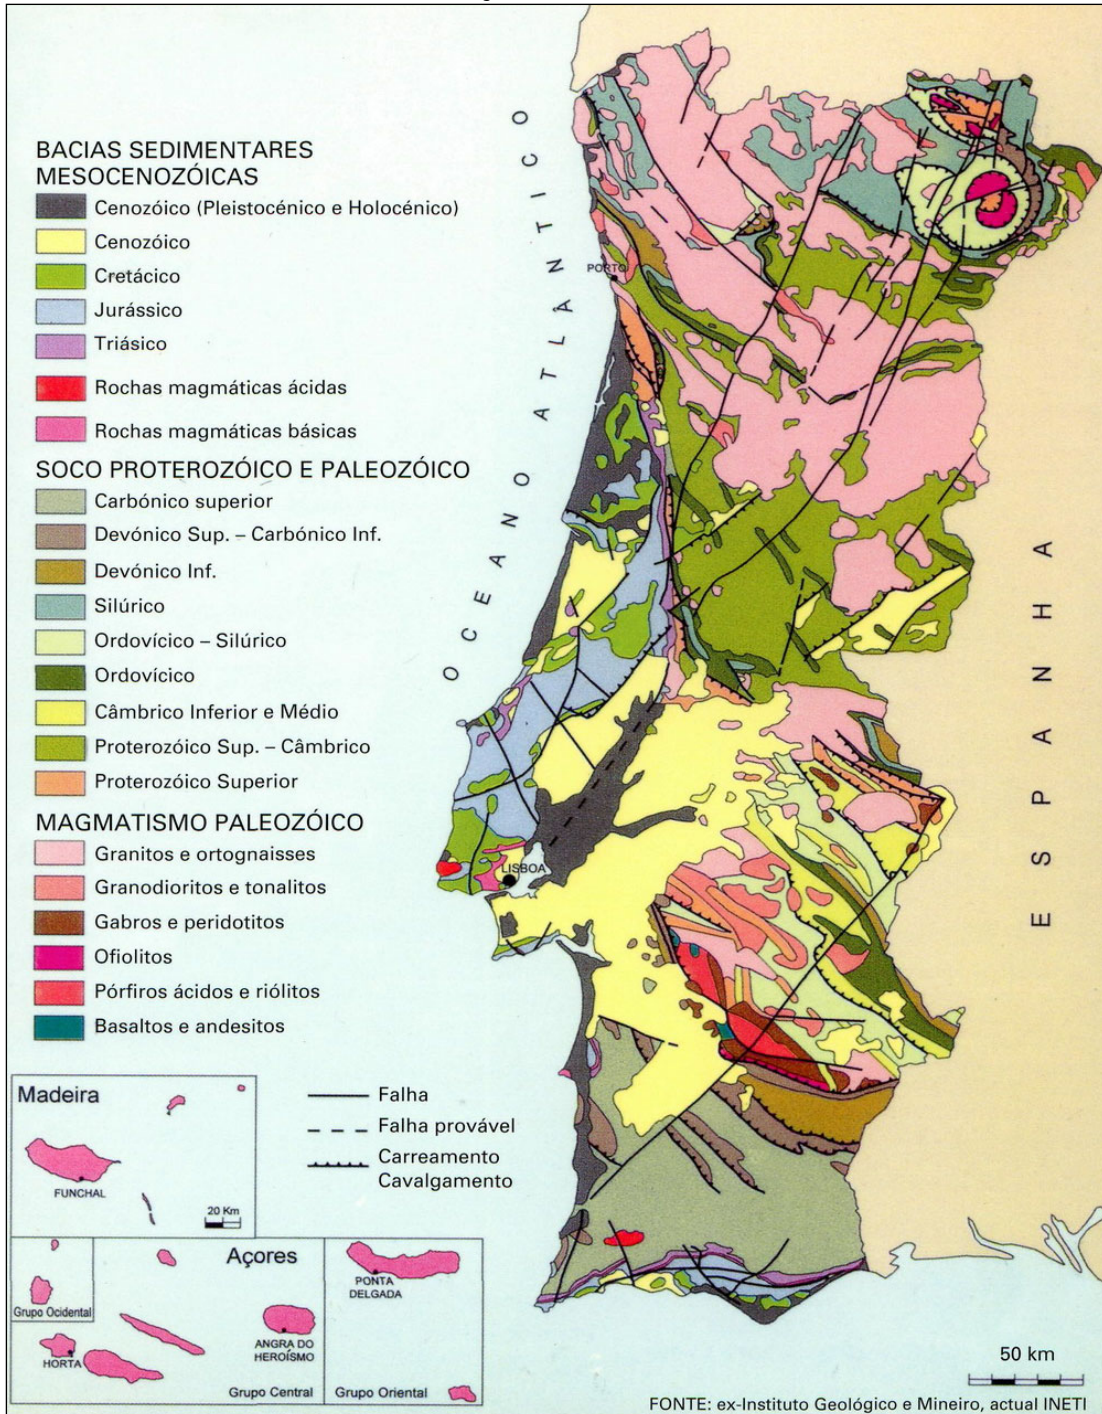 BACIAS SEDIMENTARES
MESOCENOZÓICAS
Cenozóico (Pleistocénico e Holocénico)
Cenozóico
Cretácico
Jurássico
Triásico
Rochas magmáticas ácidas
Rochas magmáticas básicas
SOCO PROTEROZÓICO E PALEOZÓICO
Carbónico superior
Devónico Sup. – Carbónico Inf.
Devónico Inf.
Silúrico
Ordovícico – Silúrico
Ordovícico
Câmbrico Inferior e Médio
Proterozóico Sup. – Câmbrico
Proterozóico Superior
MAGMATISMO PALEOZÓICO
Granitos e ortognaisses
Granodioritos e tonalitos
Gabros e peridotitos
Ofiolitos
Pórfiros ácidos e riólitos
Basaltos e andesitos
OCEANO ATLÂNTICO
PORTO
LISBOA
ESPANHA
Falha
Falha provável
Carreamento
Cavalgamento
Madeira
FUNCHAL
20 Km
Açores
Grupo Ocidental
HORTA
ANGRA DO
HEROÍSMO
Grupo Central
PONTA
DELGADA
Grupo Oriental
50 km
FONTE: ex-Instituto Geológico e Mineiro, actual INETI